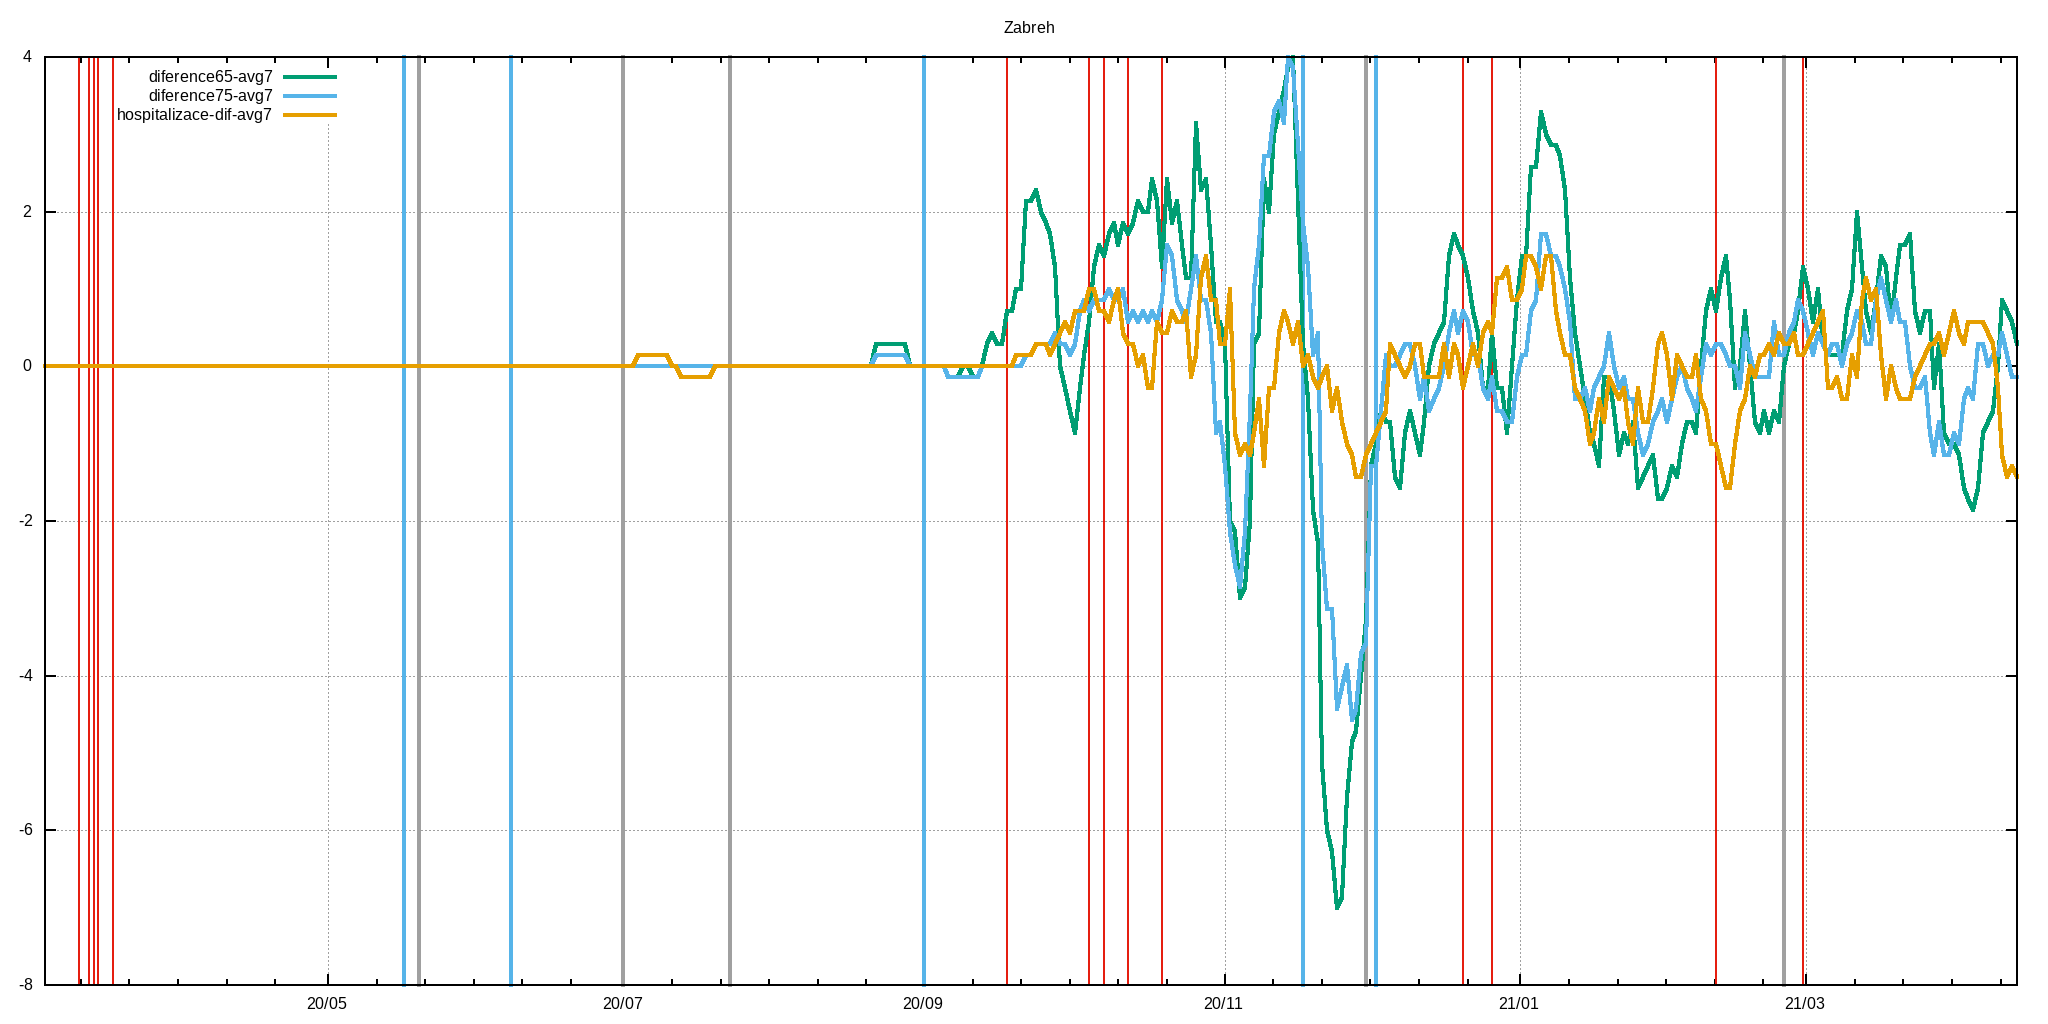 Zabreh
4
diference65-avg7
diference75-avg7
hospitalizace-dif-avg7
2
0
-2
-4
-6
-8
20/05 20/07 20/09 20/11 21/01 21/03